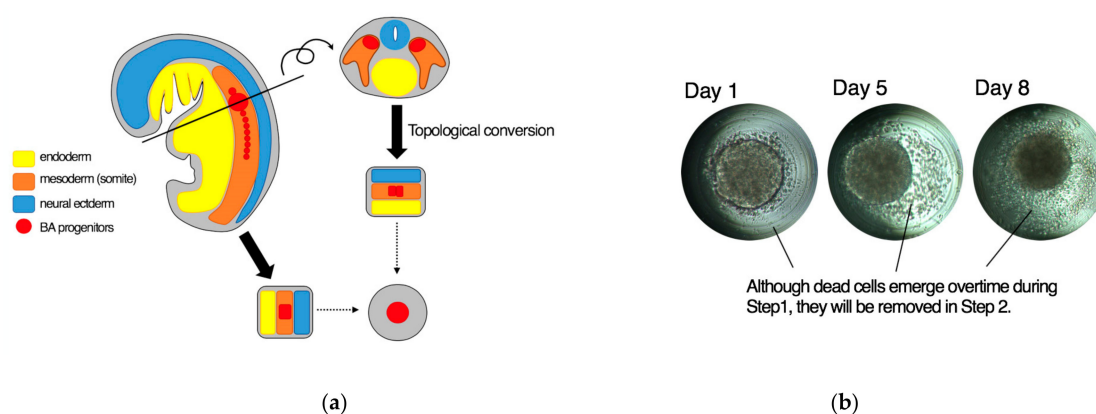 Topological conversion
endoderm
mesoderm (somite)
neural ectderm
BA progenitors
(a)
Day 1
Day 5
Day 8
Although dead cells emerge overtime during
Step1, they will be removed in Step 2.
(b)